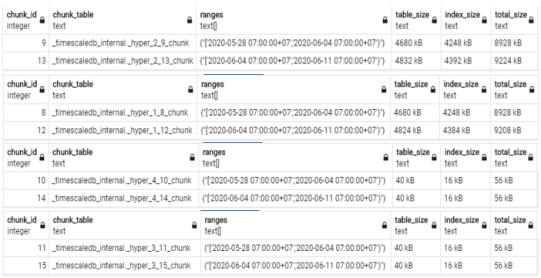 chunk_id chunk_table ranges table_size index_size total_size
integer text text[] text text text
9 _timescaledb_internal._hyper_2_9_chunk {"['2020-05-28 07:00:00+07','2020-06-04 07:00:00+07')"} 4680 kB 4248 kB 8928 kB
13 _timescaledb_internal._hyper_2_13_chunk {"['2020-06-04 07:00:00+07','2020-06-11 07:00:00+07')"} 4832 kB 4392 kB 9224 kB
chunk_id chunk_table ranges table_size index_size total_size
integer text text[] text text text
8 _timescaledb_internal._hyper_1_8_chunk {"['2020-05-28 07:00:00+07','2020-06-04 07:00:00+07')"} 4680 kB 4248 kB 8928 kB
12 _timescaledb_internal._hyper_1_12_chunk {"['2020-06-04 07:00:00+07','2020-06-11 07:00:00+07')"} 4824 kB 4384 kB 9208 kB
chunk_id chunk_table ranges table_size index_size total_size
integer text text[] text text text
10 _timescaledb_internal._hyper_4_10_chunk {"['2020-05-28 07:00:00+07','2020-06-04 07:00:00+07')"} 40 kB 16 kB 56 kB
14 _timescaledb_internal._hyper_4_14_chunk {"['2020-06-04 07:00:00+07','2020-06-11 07:00:00+07')"} 40 kB 16 kB 56 kB
chunk_id chunk_table ranges table_size index_size total_size
integer text text[] text text text
11 _timescaledb_internal._hyper_3_11_chunk {"['2020-05-28 07:00:00+07','2020-06-04 07:00:00+07')"} 40 kB 16 kB 56 kB
15 _timescaledb_internal._hyper_3_15_chunk {"['2020-06-04 07:00:00+07','2020-06-11 07:00:00+07')"} 40 kB 16 kB 56 kB